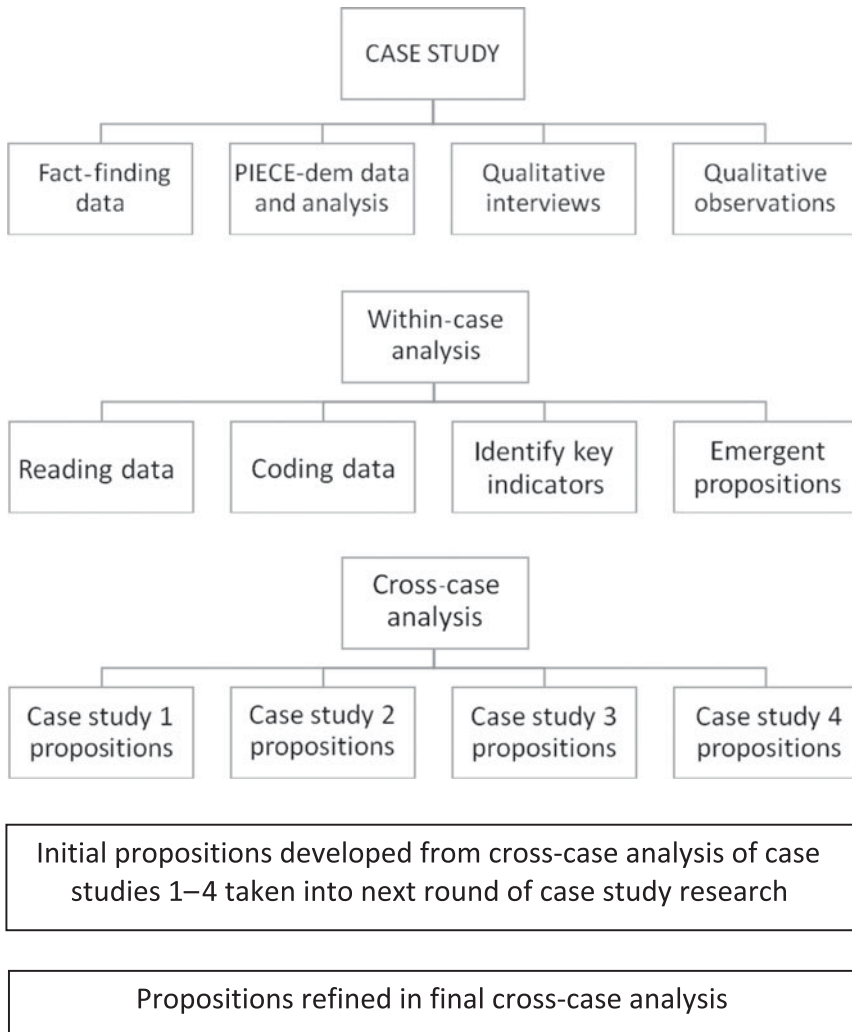 CASE STUDY
Fact-finding
data
PIECE-dem data
and analysis
Qualitative
interviews
Qualitative
observations
Within-case
analysis
Reading data
Coding data
Identify key
indicators
Emergent
propositions
Cross-case
analysis
Case study 1
propositions
Case study 2
propositions
Case study 3
propositions
Case study 4
propositions
Initial propositions developed from cross-case analysis of case
studies 1–4 taken into next round of case study research
Propositions refined in final cross-case analysis